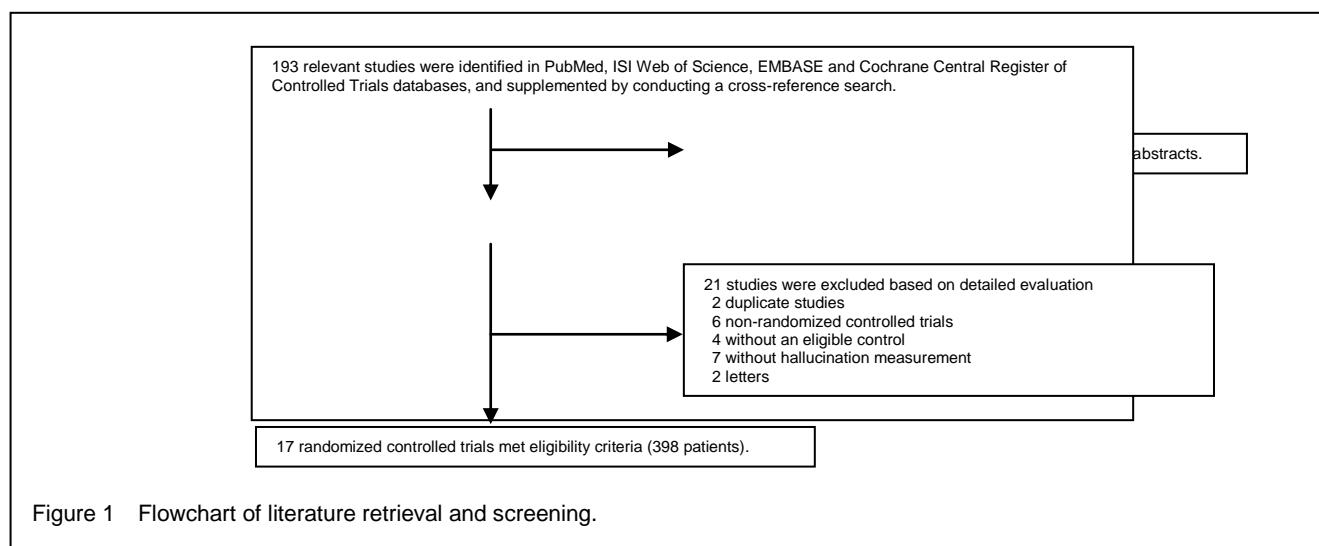 193 relevant studies were identified in PubMed, ISI Web of Science, EMBASE and Cochrane Central Register of
Controlled Trials databases, and supplemented by conducting a cross-reference search.
abstracts.
21 studies were excluded based on detailed evaluation
2 duplicate studies
6 non-randomized controlled trials
4 without an eligible control
7 without hallucination measurement
2 letters
17 randomized controlled trials met eligibility criteria (398 patients).
Figure 1 Flowchart of literature retrieval and screening.